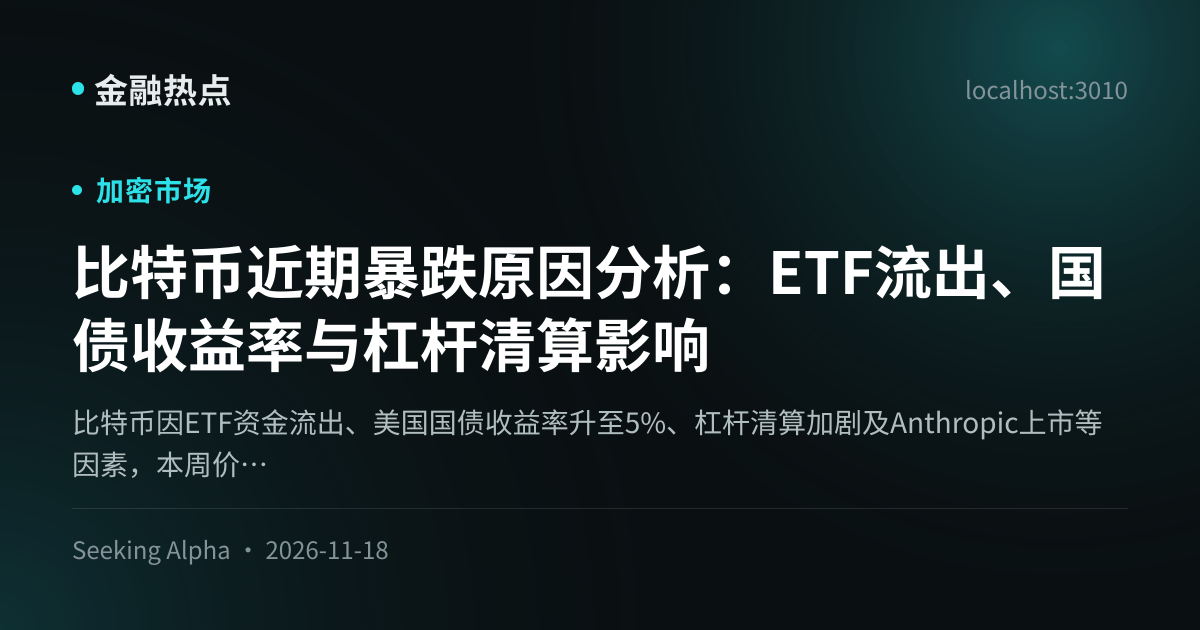 金融热点
localhost:3010
加密市场
比特币近期暴跌原因分析：ETF流出、国
债收益率与杠杆清算影响
比特币因ETF资金流出、美国国债收益率升至5%、杠杆清算加剧及Anthropic上市等
因素，本周价…
Seeking Alpha • 2026-11-18